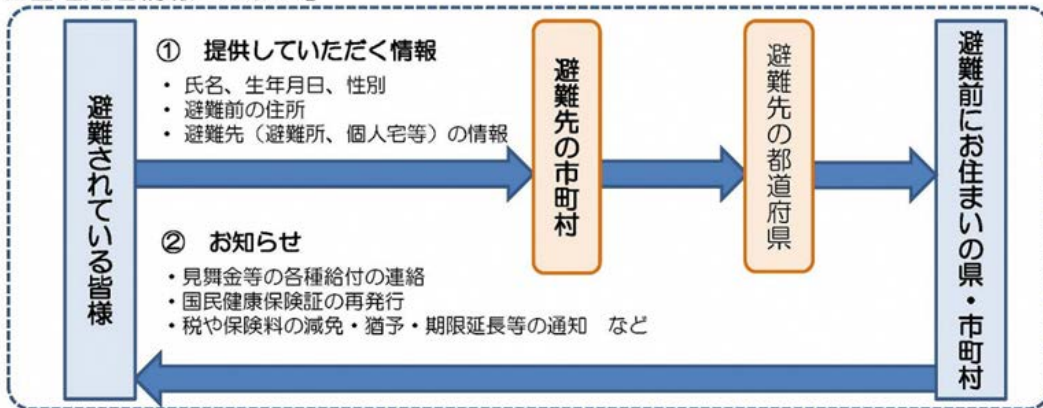 避難されている皆様
① 提供していただく情報
・ 氏名、生年月日、性別
・ 避難前の住所
・ 避難先（避難所、個人宅等）の情報
避難先の市町村
避難先の都道府県
避難前にお住まいの県・市町村
② お知らせ
・見舞金等の各種給付の連絡
・国民健康保険証の再発行
・税や保険料の減免・猶予・期限延長等の通知　など